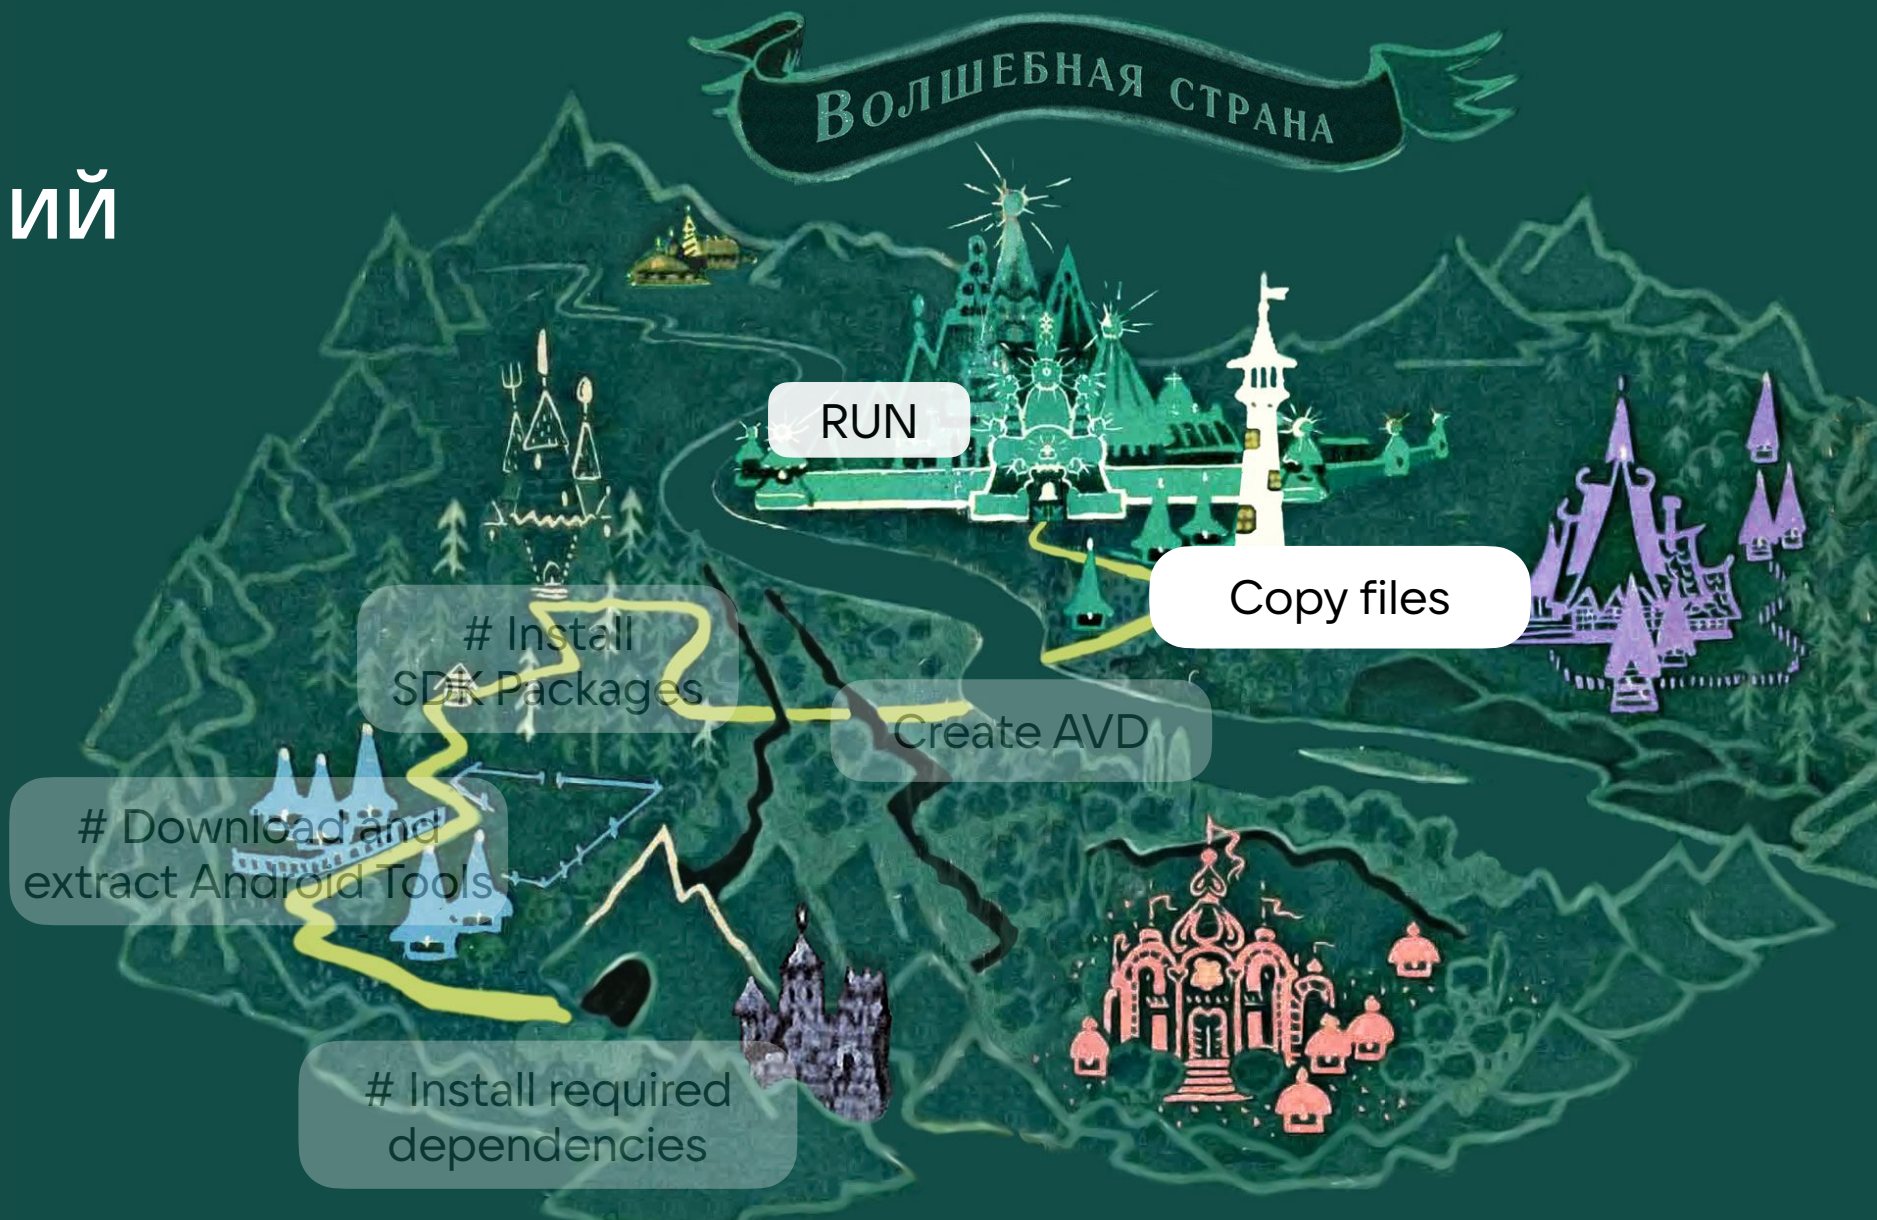 ВОЛШЕБНАЯ СТРАНА
ий
RUN
Copy files
# Install
SDK Packages
Create AVD
# Download and
extract Android Tools
# Install required
dependencies